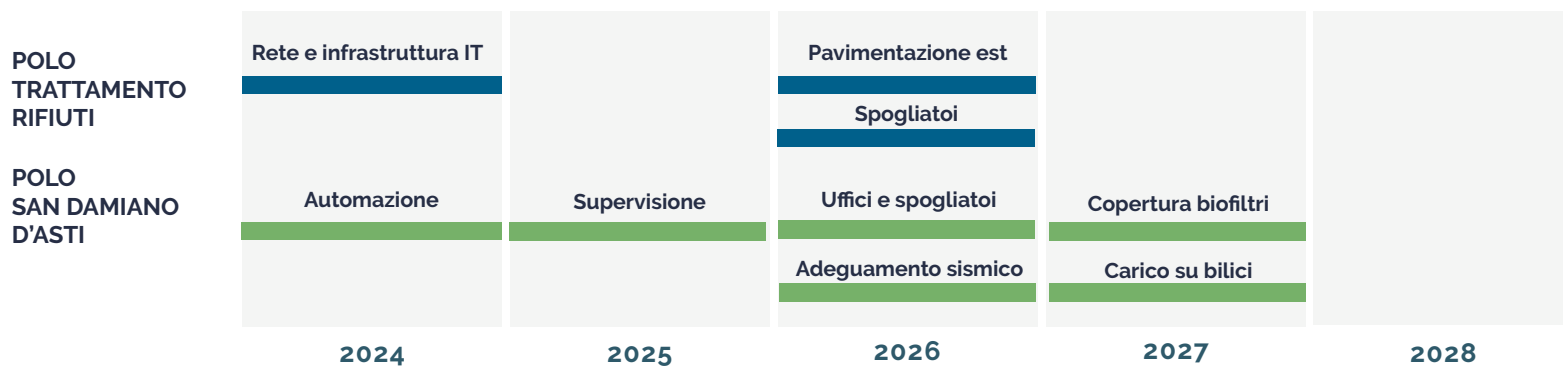 POLO
TRATTAMENTO
RIFIUTI
Rete e infrastruttura IT
Pavimentazione est
Spogliatoi
POLO
SAN DAMIANO
D’ASTI
Automazione
Supervisione
Uffici e spogliatoi
Copertura biofiltri
Adeguamento sismico
Carico su bilici
2024
2025
2026
2027
2028